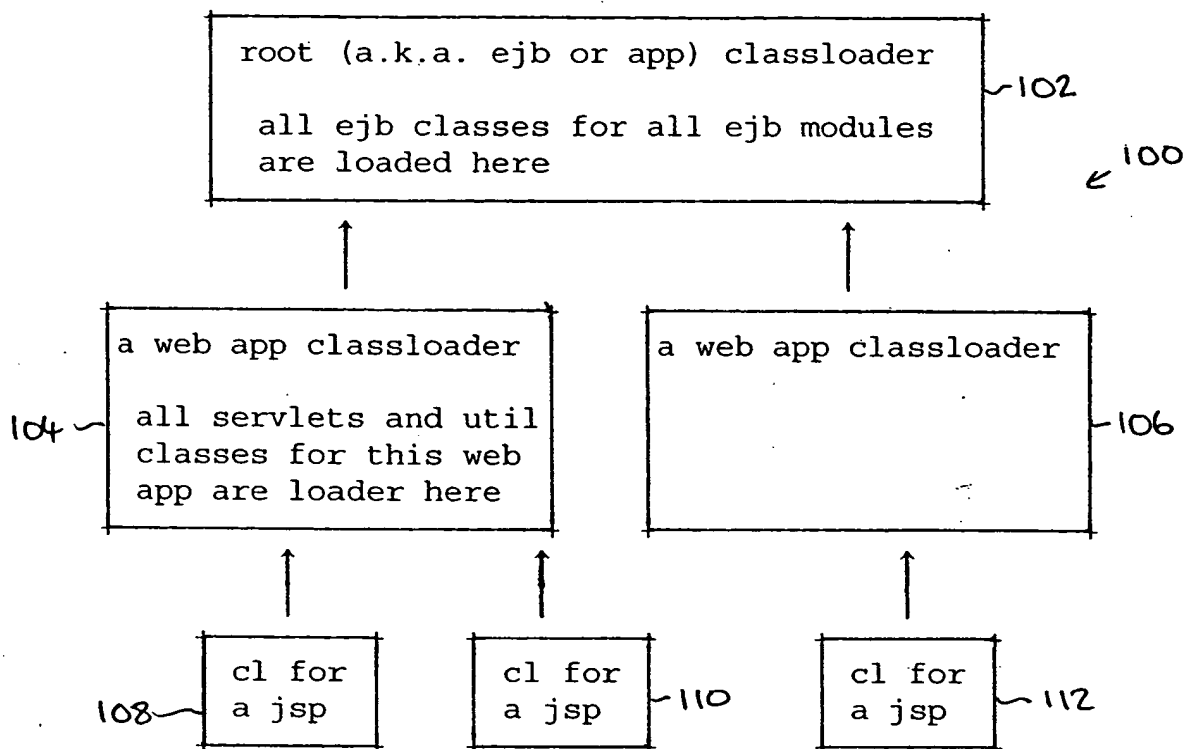 root (a.k.a. ejb or app) classloader
all ejb classes for all ejb modules
are loaded here
102
100
a web app classloader
all servlets and util
classes for this web
app are loader here
104
a web app classloader
106
cl for
a jsp
108
cl for
a jsp
110
cl for
a jsp
112